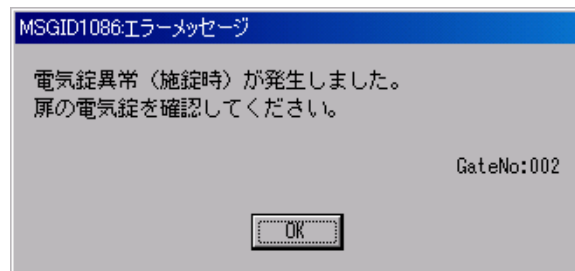 MSGID1086:エラーメッセージ
電気錠異常（施錠時）が発生しました。
扉の電気錠を確認してください。
GateNo:002
OK